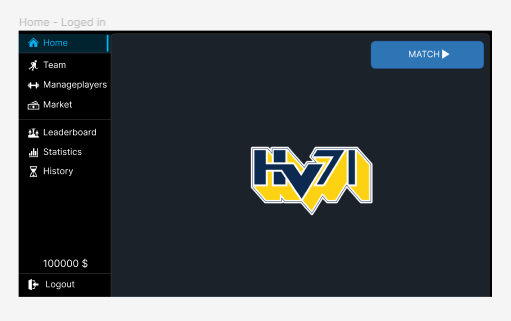 Home - Loged in
Home
MATCH
Team
Manageplayers
Market
HV71
Leaderboard
Statistics
History
100000 $
Logout